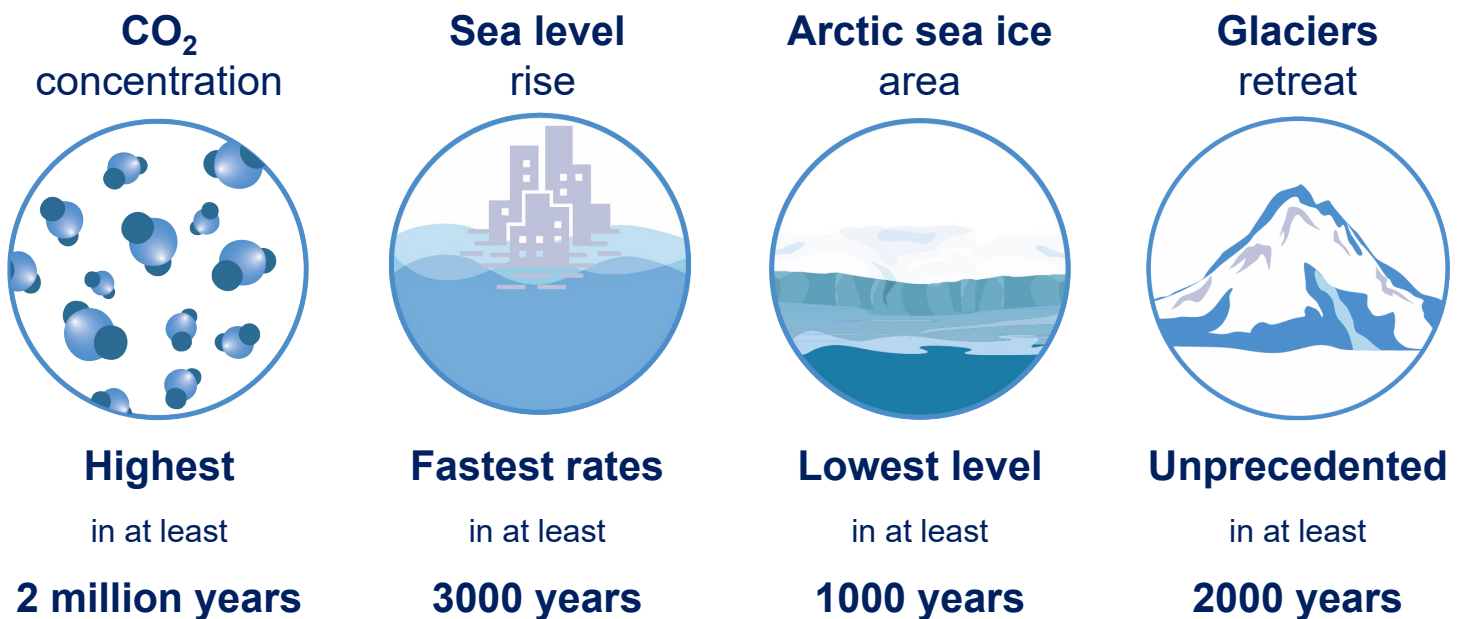 CO₂
concentration
Highest
in at least
2 million years
Sea level
rise
Fastest rates
in at least
3000 years
Arctic sea ice
area
Lowest level
in at least
1000 years
Glaciers
retreat
Unprecedented
in at least
2000 years